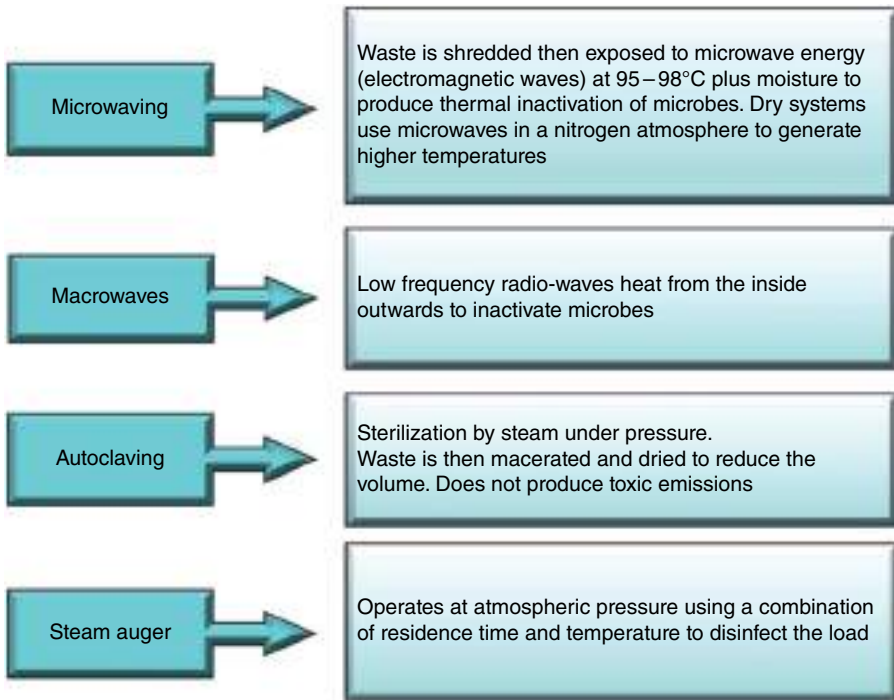 Microwaving
Waste is shredded then exposed to microwave energy
(electromagnetic waves) at 95–98°C plus moisture to
produce thermal inactivation of microbes. Dry systems
use microwaves in a nitrogen atmosphere to generate
higher temperatures
Macrowaves
Low frequency radio-waves heat from the inside
outwards to inactivate microbes
Autoclaving
Sterilization by steam under pressure.
Waste is then macerated and dried to reduce the
volume. Does not produce toxic emissions
Steam auger
Operates at atmospheric pressure using a combination
of residence time and temperature to disinfect the load